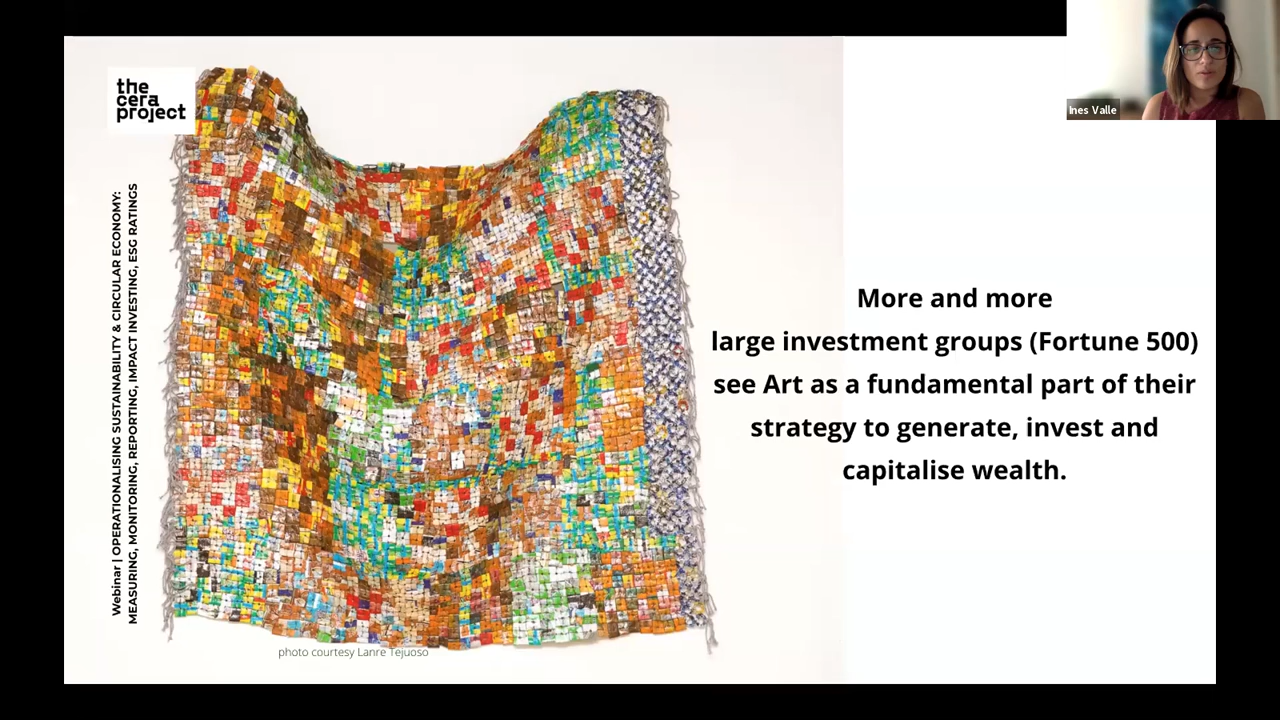 the
cera
project
Webinar | OPERATIONALISING SUSTAINABILITY & CIRCULAR ECONOMY:
MEASURING, MONITORING, REPORTING, IMPACT INVESTING, ESG RATINGS
More and more
large investment groups (Fortune 500)
see Art as a fundamental part of their
strategy to generate, invest and
capitalise wealth.
photo courtesy Lanre Tejuoso
Ines Valle